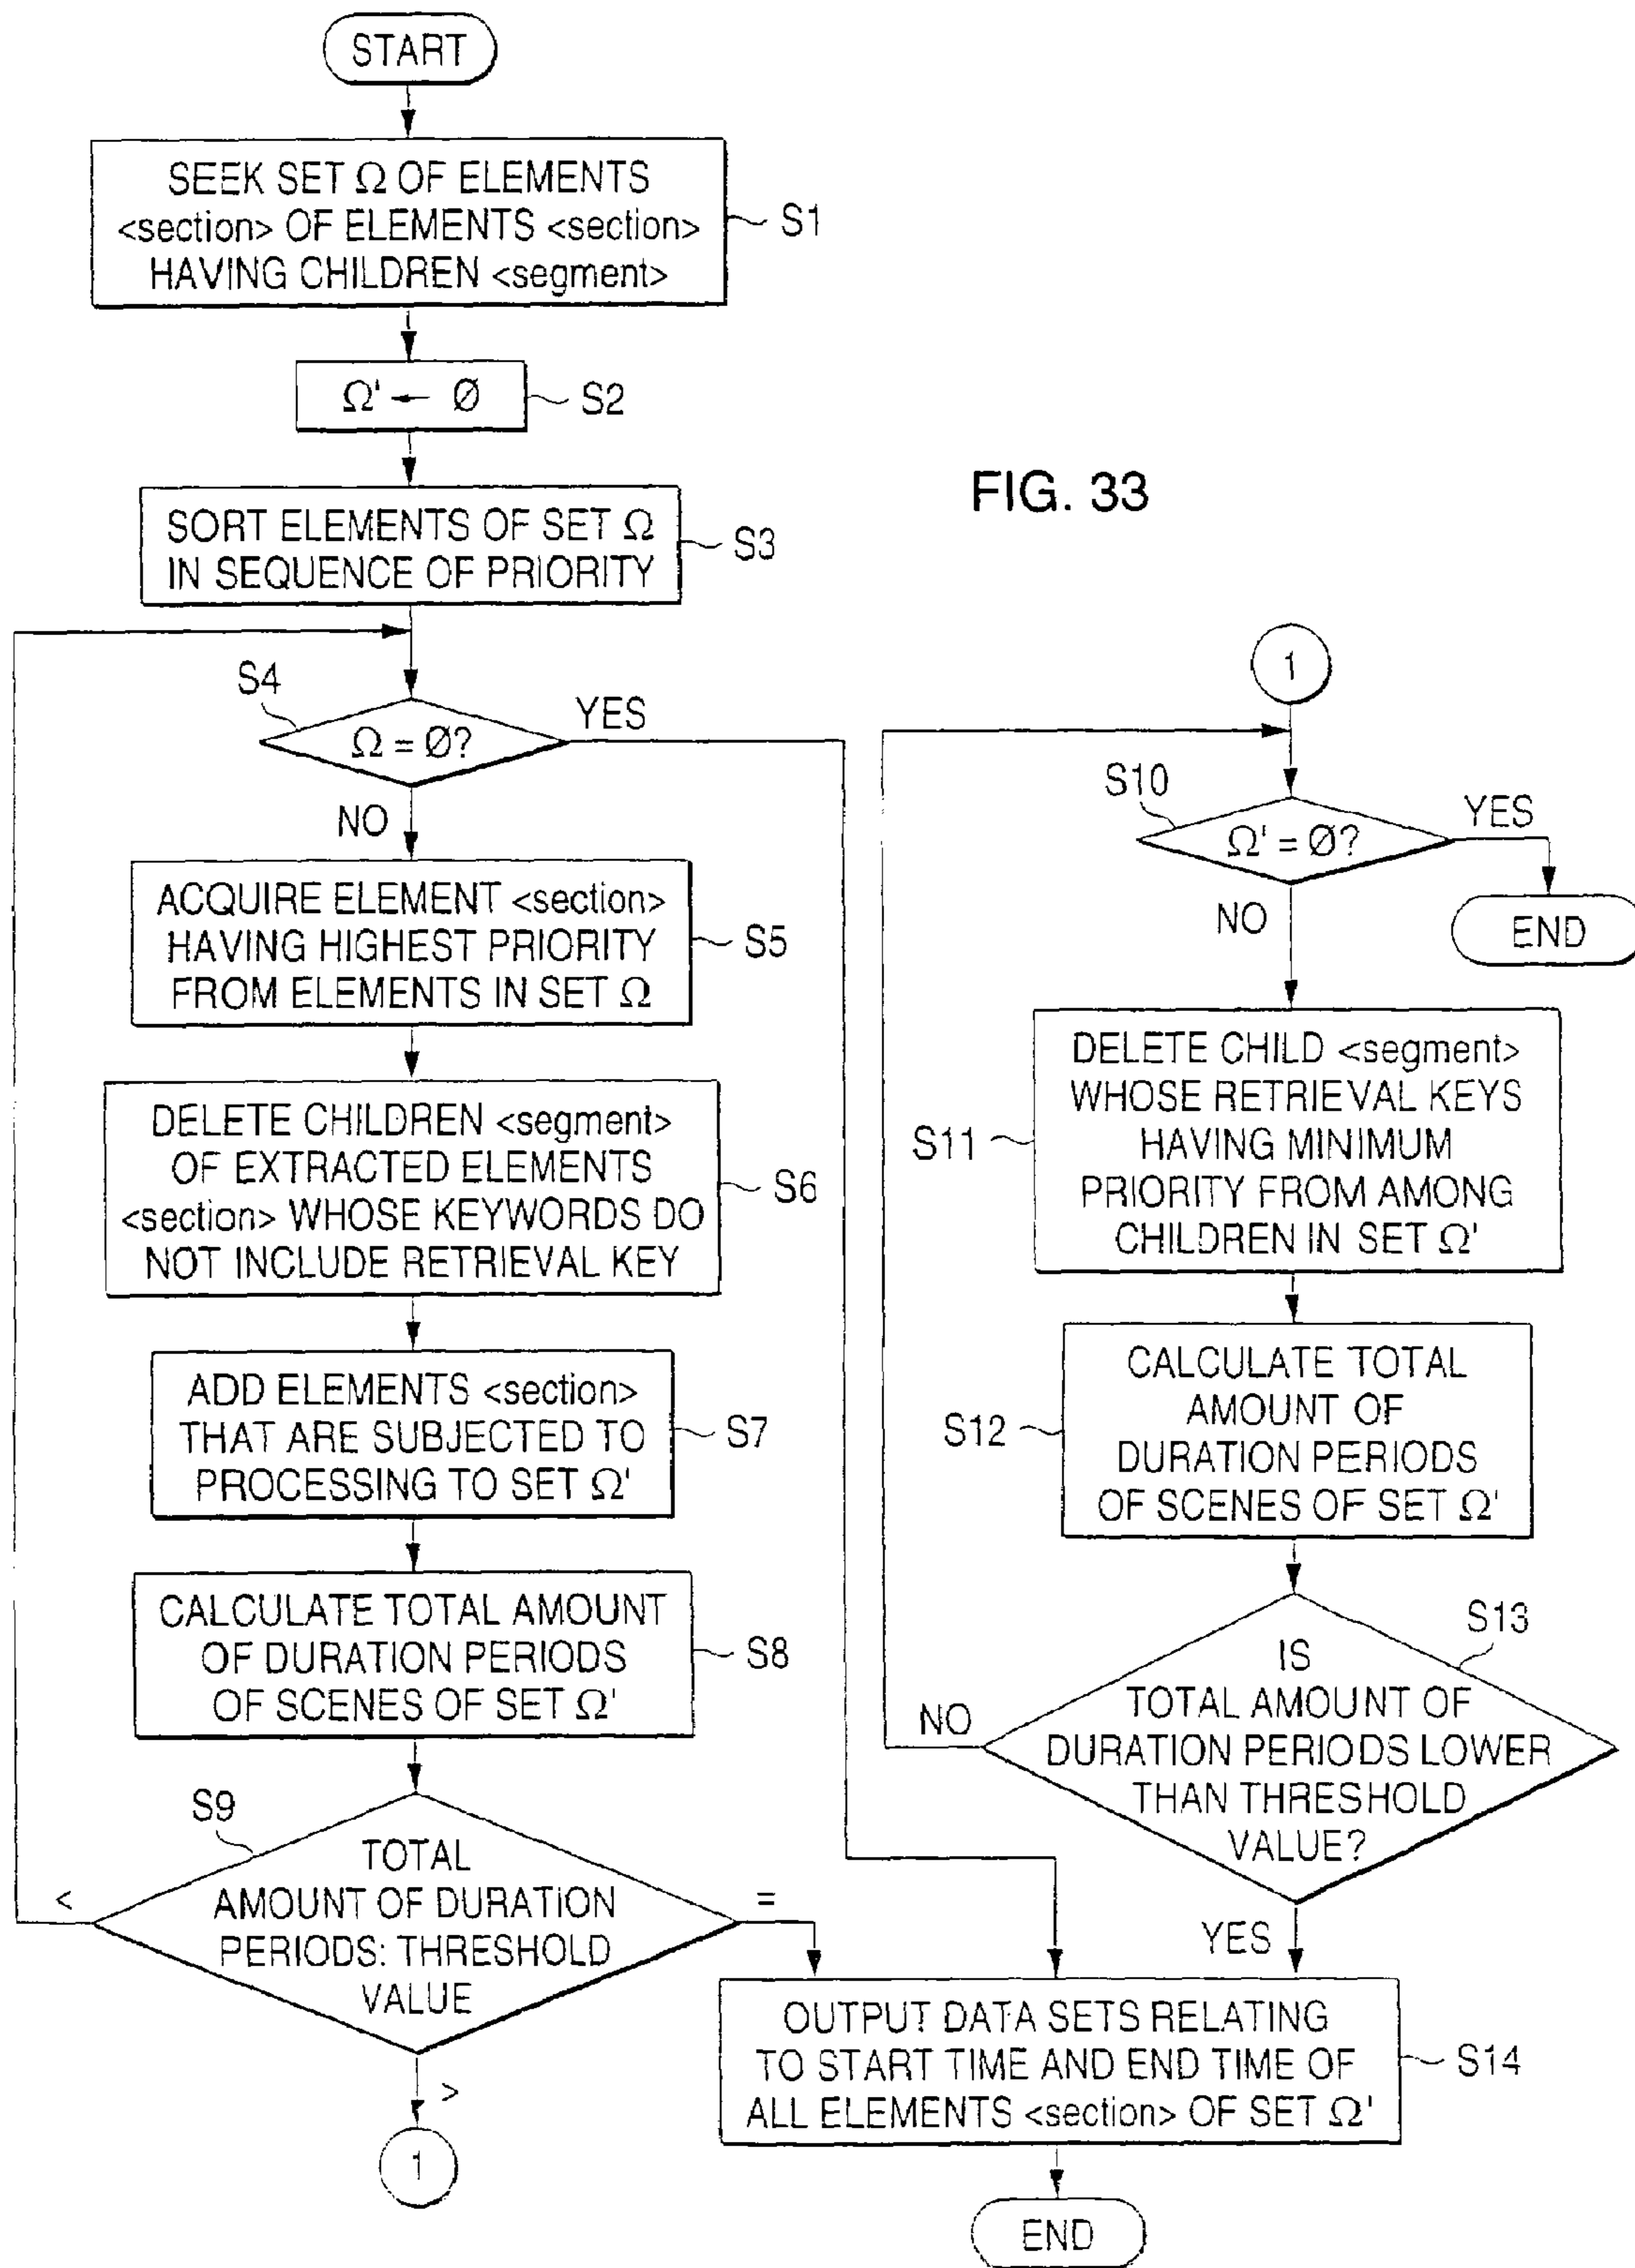 START
SEEK SET Ω OF ELEMENTS
<section> OF ELEMENTS <section>
HAVING CHILDREN <segment>
S1
Ω' ← Ø
S2
SORT ELEMENTS OF SET Ω
IN SEQUENCE OF PRIORITY
S3
S4
Ω = Ø?
YES
NO
ACQUIRE ELEMENT <section>
HAVING HIGHEST PRIORITY
FROM ELEMENTS IN SET Ω
S5
DELETE CHILDREN <segment>
OF EXTRACTED ELEMENTS
<section> WHOSE KEYWORDS DO
NOT INCLUDE RETRIEVAL KEY
S6
ADD ELEMENTS <section>
THAT ARE SUBJECTED TO
PROCESSING TO SET Ω'
S7
CALCULATE TOTAL AMOUNT
OF DURATION PERIODS
OF SCENES OF SET Ω'
S8
S9
TOTAL
AMOUNT OF DURATION
PERIODS: THRESHOLD
VALUE
<
=
>
1
FIG. 33
1
S10
Ω' = Ø?
YES
END
NO
DELETE CHILD <segment>
WHOSE RETRIEVAL KEYS
HAVING MINIMUM
PRIORITY FROM AMONG
CHILDREN IN SET Ω'
S11
CALCULATE TOTAL
AMOUNT OF
DURATION PERIODS
OF SCENES OF SET Ω'
S12
S13
IS
TOTAL AMOUNT OF
DURATION PERIODS LOWER
THAN THRESHOLD
VALUE?
NO
YES
OUTPUT DATA SETS RELATING
TO START TIME AND END TIME OF
ALL ELEMENTS <section> OF SET Ω'
S14
END